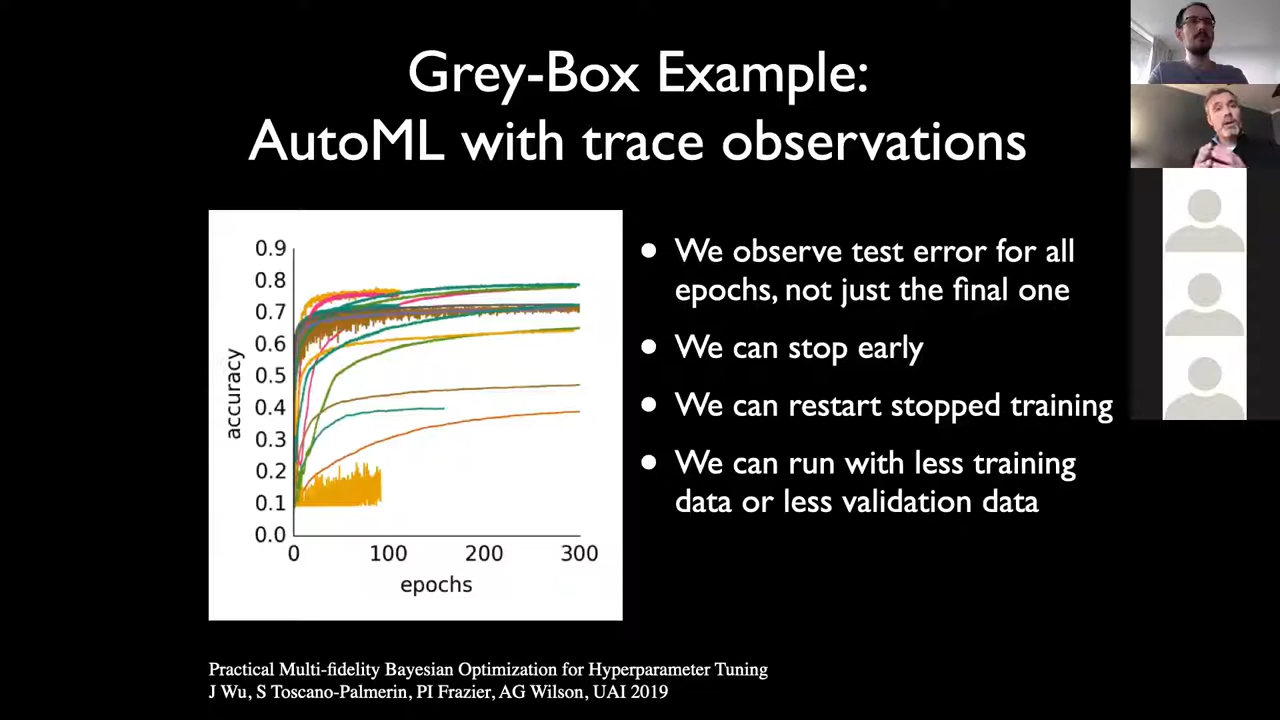 Grey-Box Example:
AutoML with trace observations
0.9
0.8
0.7
0.6
0.5
0.4
0.3
0.2
0.1
0.0
accuracy
0
100
200
300
epochs
• We observe test error for all
epochs, not just the final one
• We can stop early
• We can restart stopped training
• We can run with less training
data or less validation data
Practical Multi-fidelity Bayesian Optimization for Hyperparameter Tuning
J Wu, S Toscano-Palmerin, PI Frazier, AG Wilson, UAI 2019